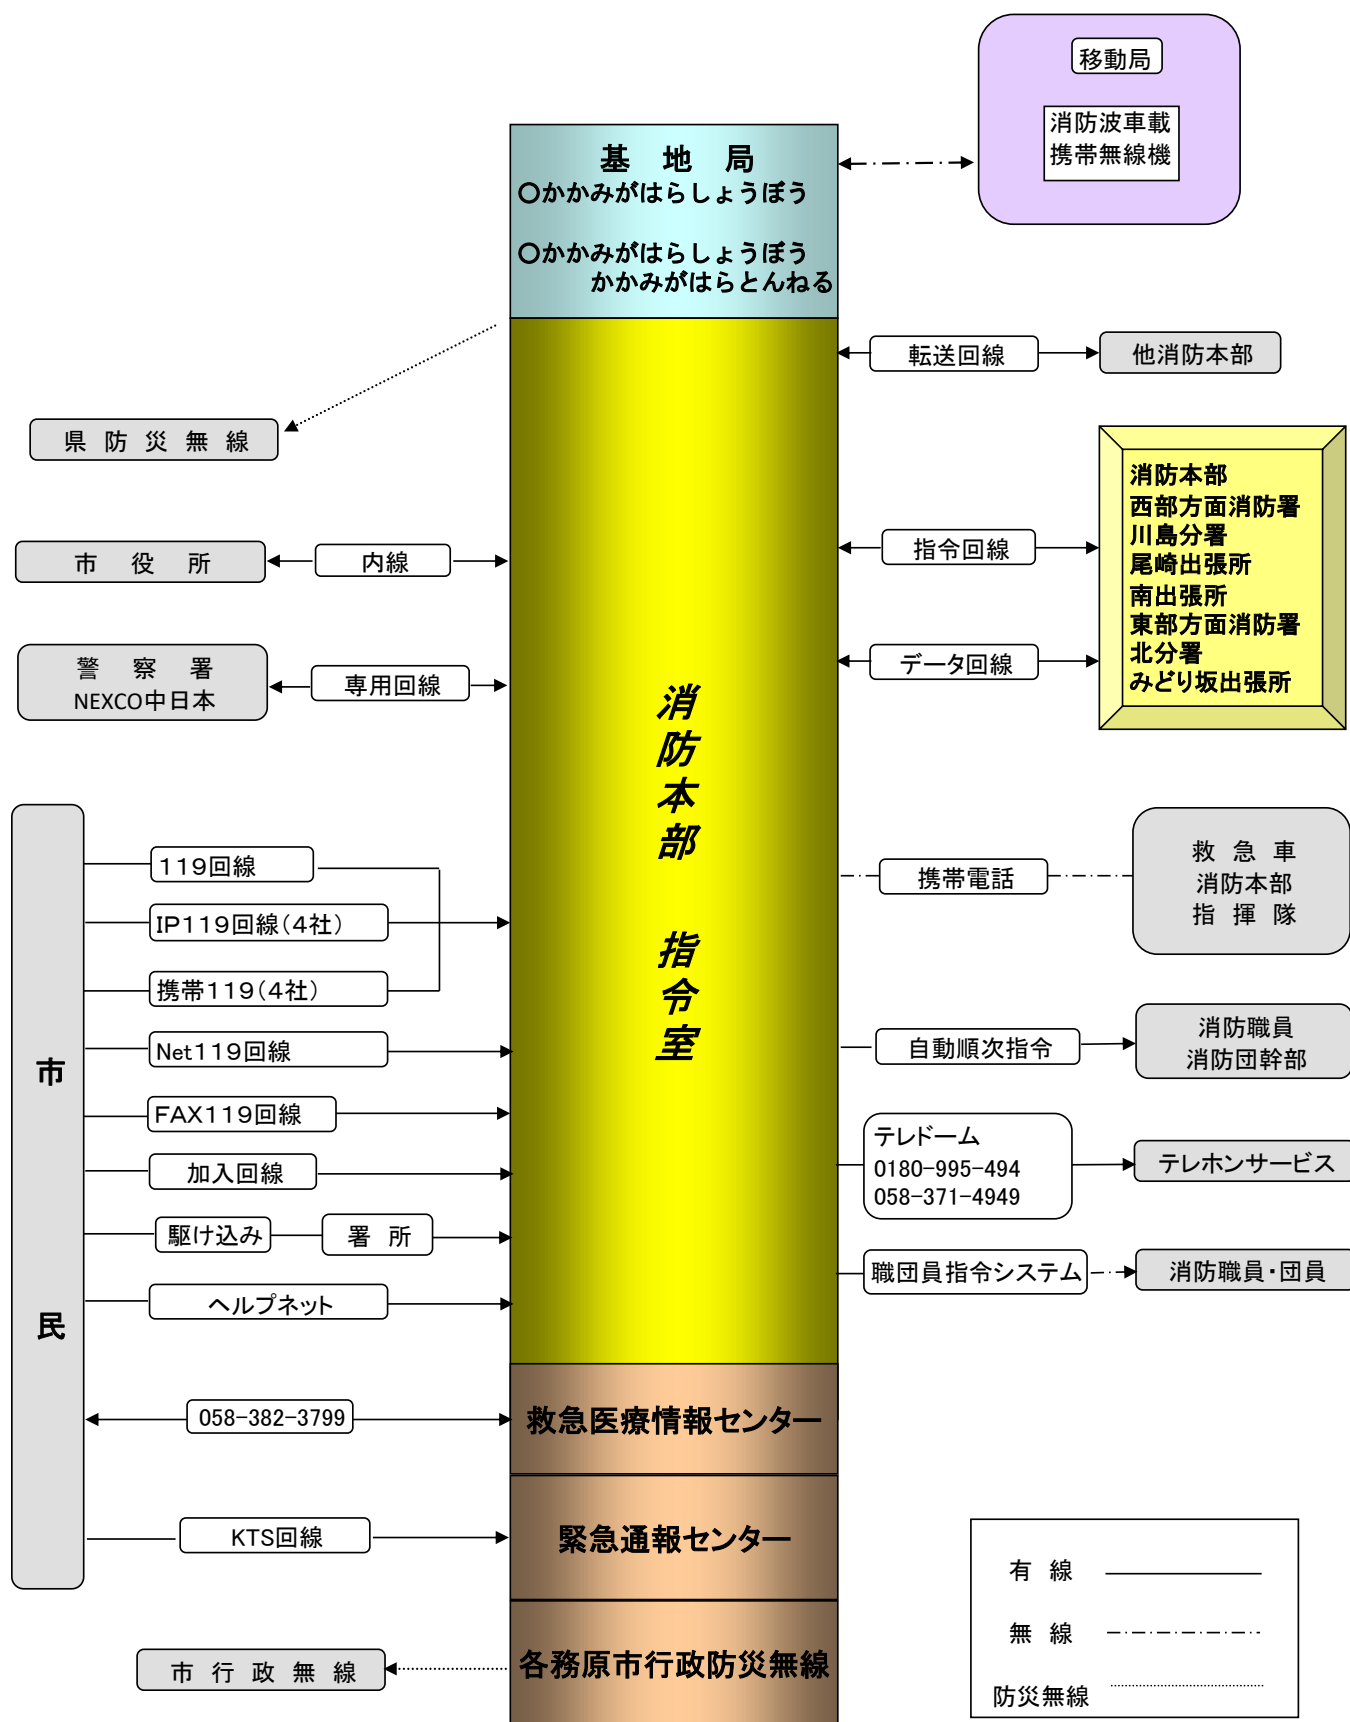 移動局
消防波車載
携帯無線機
基 地 局
○かかみがはらしょうぼう
○かかみがはらしょうぼう
かかみがはらとんねる
転送回線
他消防本部
県 防 災 無 線
消防本部
西部方面消防署
川島分署
尾崎出張所
南出張所
東部方面消防署
北分署
みどり坂出張所
指令回線
データ回線
市 役 所
内線
警 察 署
NEXCO中日本
専用回線
消防本部 指令室
市 民
119回線
IP119回線(4社)
携帯119(4社)
Net119回線
FAX119回線
加入回線
駆け込み
署 所
ヘルプネット
携帯電話
救 急 車
消防本部
指 揮 隊
自動順次指令
消防職員
消防団幹部
テレドーム
0180-995-494
058-371-4949
テレホンサービス
職団員指令システム
消防職員・団員
058-382-3799
救急医療情報センター
KTS回線
緊急通報センター
市 行 政 無 線
各務原市行政防災無線
有 線
無 線
防災無線